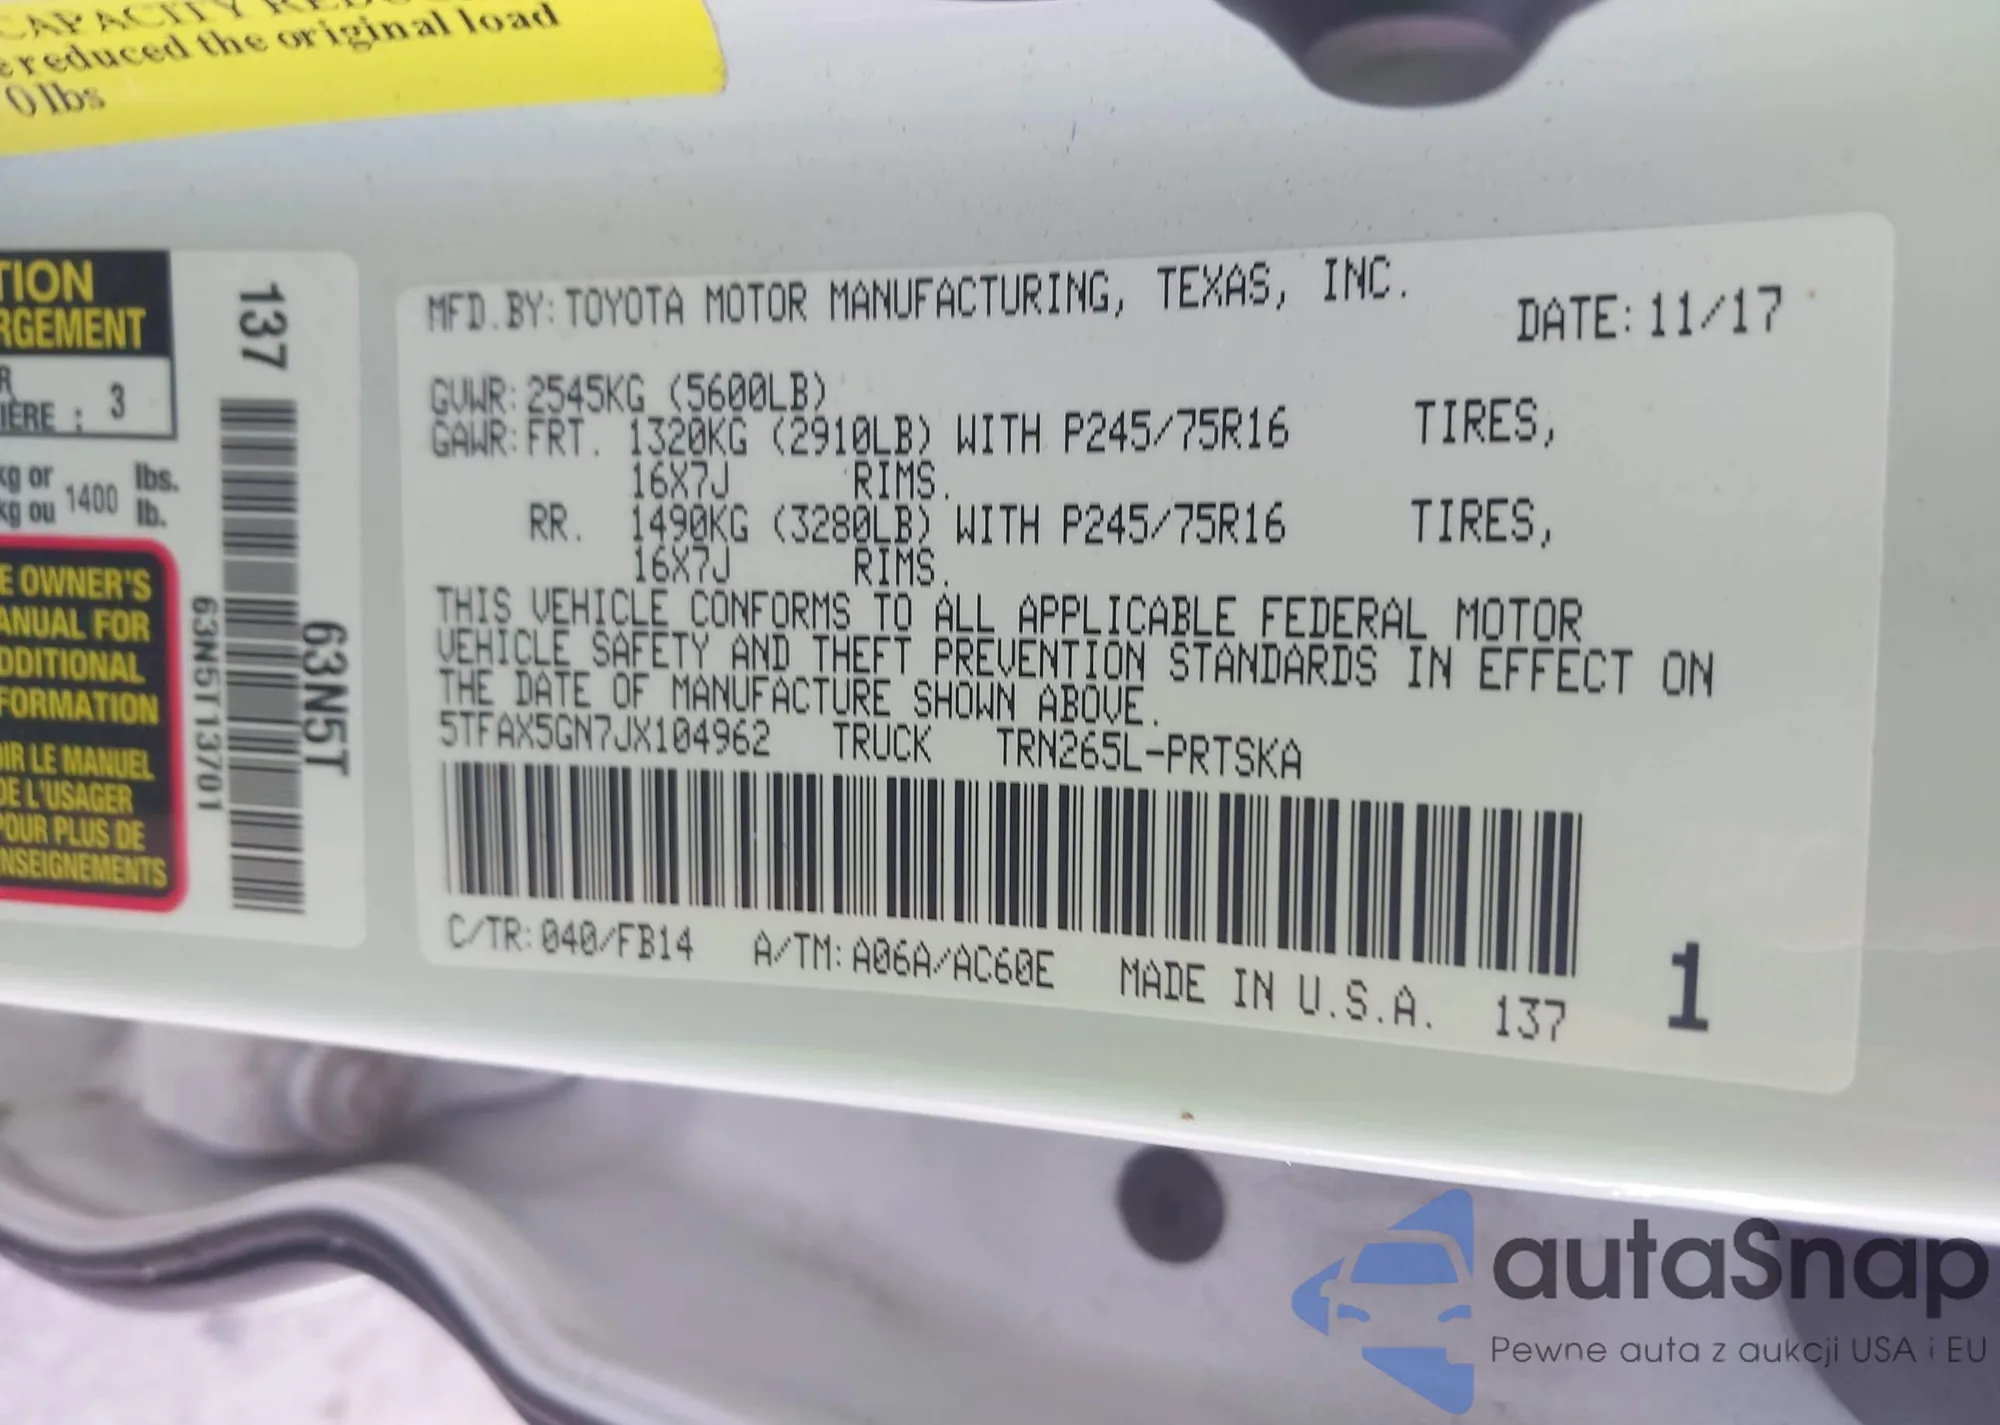 CAPACITY REDUC
e reduced the original load
0 lbs
TION
RGEMENT
R
IÈRE : 3
kg or lbs.
kg ou 1400 lb.
E OWNER'S
ANUAL FOR
DDITIONAL
FORMATION
OIR LE MANUEL
DE L'USAGER
POUR PLUS DE
NSEIGNEMENTS
137
63N5T13701
63N5T
MFD.BY:TOYOTA MOTOR MANUFACTURING, TEXAS, INC. DATE:11/17
GVWR:2545KG (5600LB)
GAWR:FRT. 1320KG (2910LB) WITH P245/75R16 TIRES,
16X7J RIMS.
RR. 1490KG (3280LB) WITH P245/75R16 TIRES,
16X7J RIMS.
THIS VEHICLE CONFORMS TO ALL APPLICABLE FEDERAL MOTOR
VEHICLE SAFETY AND THEFT PREVENTION STANDARDS IN EFFECT ON
THE DATE OF MANUFACTURE SHOWN ABOVE.
5TFAX5GN7JX104962 TRUCK TRN265L-PRTSKA
C/TR:040/FB14 A/TM:A06A/AC60E MADE IN U.S.A. 137 1
autaSnap
Pewne auta z aukcji USA i EU